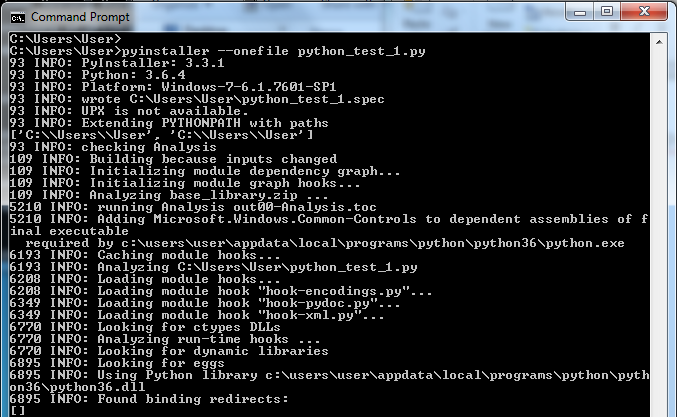 Command Prompt
C:\Users\User>
C:\Users\User>pyinstaller --onefile python_test_1.py
93 INFO: PyInstaller: 3.3.1
93 INFO: Python: 3.6.4
93 INFO: Platform: Windows-7-6.1.7601-SP1
93 INFO: wrote C:\Users\User\python_test_1.spec
93 INFO: UPX is not available.
93 INFO: Extending PYTHONPATH with paths
['C:\\Users\\User', 'C:\\Users\\User']
93 INFO: checking Analysis
109 INFO: Building because inputs changed
109 INFO: Initializing module dependency graph...
109 INFO: Initializing module graph hooks...
109 INFO: Analyzing base_library.zip ...
5210 INFO: running Analysis out00-Analysis.toc
5210 INFO: Adding Microsoft.Windows.Common-Controls to dependent assemblies of f
inal executable
  required by c:\users\user\appdata\local\programs\python\python36\python.exe
6193 INFO: Caching module hooks...
6193 INFO: Analyzing C:\Users\User\python_test_1.py
6208 INFO: Loading module hooks...
6208 INFO: Loading module hook "hook-encodings.py"...
6349 INFO: Loading module hook "hook-pydoc.py"...
6349 INFO: Loading module hook "hook-xml.py"...
6770 INFO: Looking for ctypes DLLs
6770 INFO: Analyzing run-time hooks ...
6770 INFO: Looking for dynamic libraries
6895 INFO: Looking for eggs
6895 INFO: Using Python library c:\users\user\appdata\local\programs\python\pyth
on36\python36.dll
6895 INFO: Found binding redirects:
[]